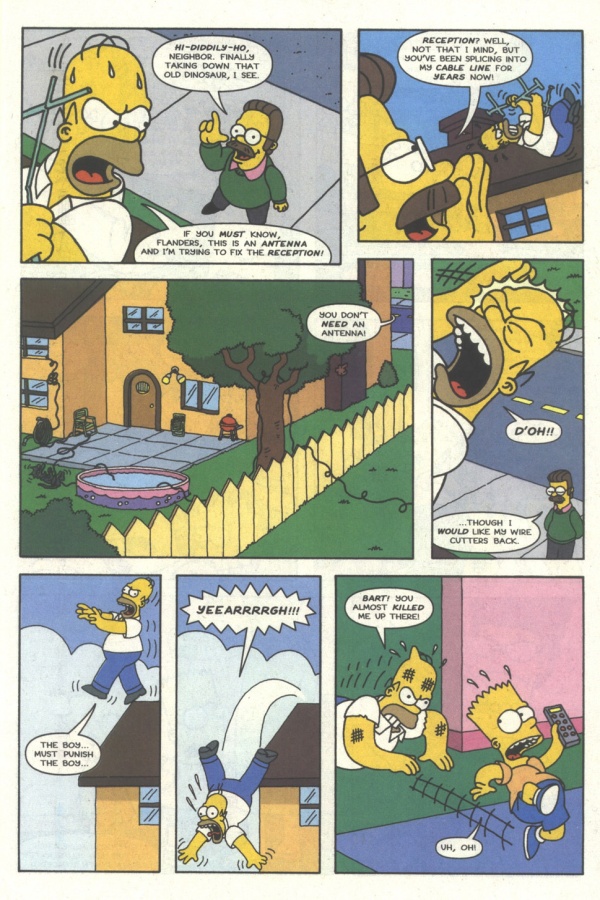 HI-DIDDILY-HO,
NEIGHBOR. FINALLY
TAKING DOWN THAT
OLD DINOSAUR, I SEE.
IF YOU MUST KNOW,
FLANDERS, THIS IS AN ANTENNA
AND I'M TRYING TO FIX THE RECEPTION!
RECEPTION? WELL,
NOT THAT I MIND, BUT
YOU'VE BEEN SPLICING INTO
MY CABLE LINE FOR
YEARS NOW!
YOU DON'T
NEED AN
ANTENNA!
D'OH!!
...THOUGH I
WOULD LIKE MY WIRE
CUTTERS BACK.
THE BOY...
MUST PUNISH
THE BOY...
YEEARRRRGH!!!
BART! YOU
ALMOST KILLED
ME UP THERE!
UH, OH!